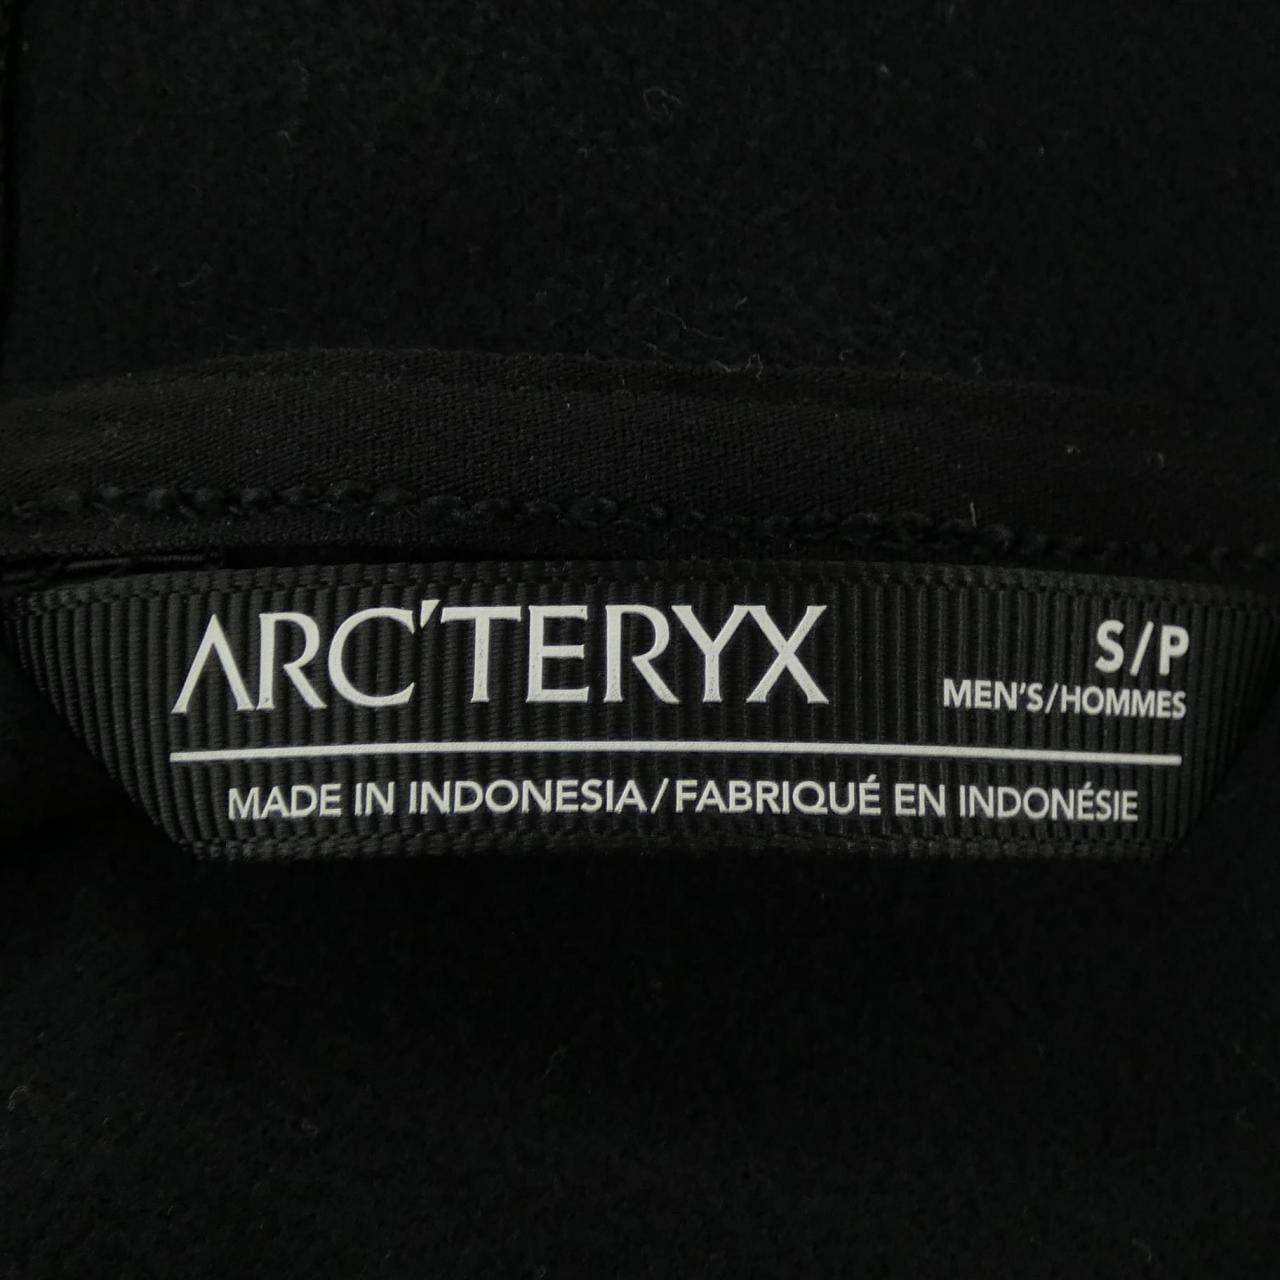 ARC'TERYX
S/P
MEN'S/HOMMES
MADE IN INDONESIA/FABRIQUÉ EN INDONÉSIE